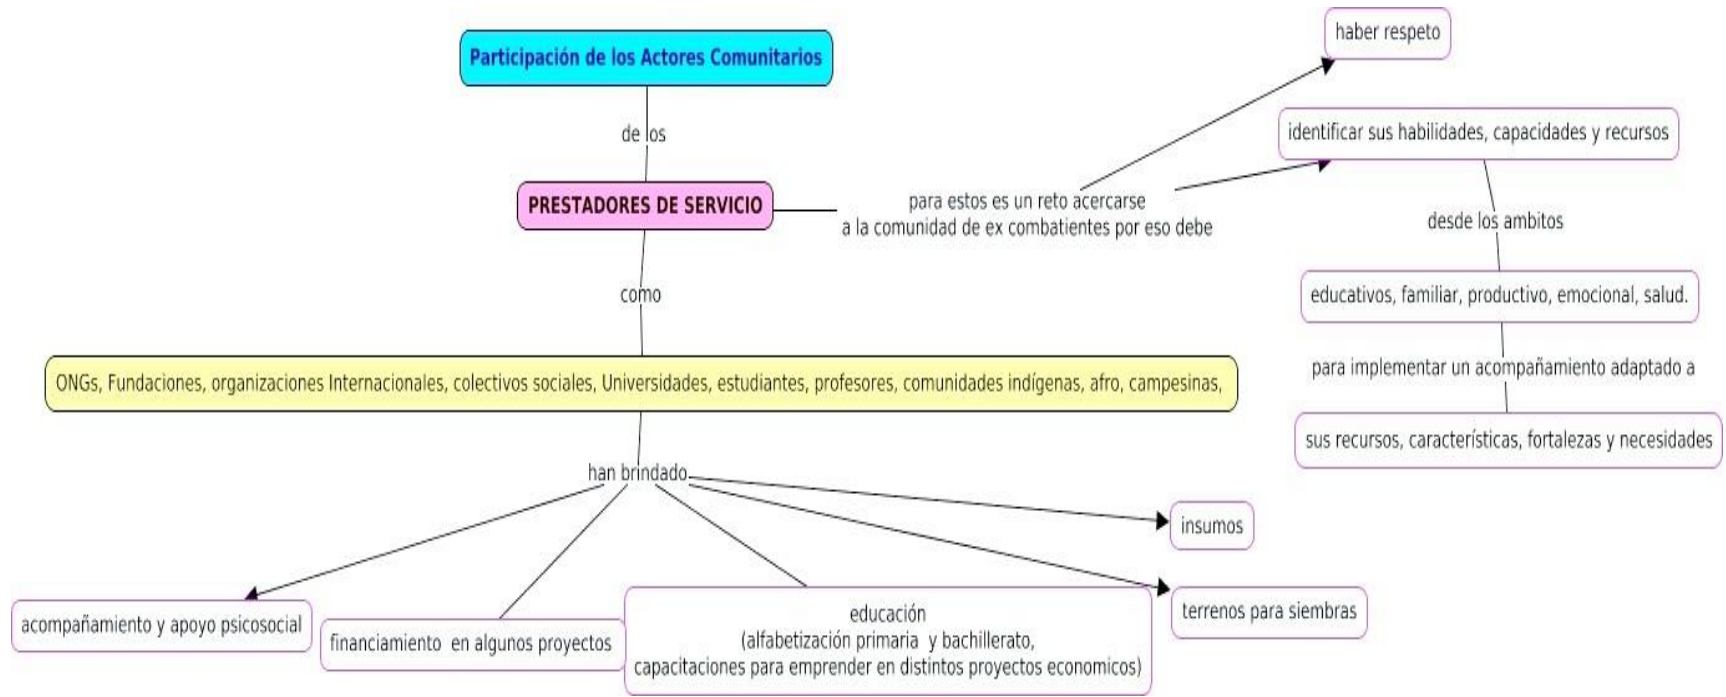 Participación de los Actores Comunitarios
de los
PRESTADORES DE SERVICIO
para estos es un reto acercarse
a la comunidad de ex combatientes por eso debe
haber respeto
identificar sus habilidades, capacidades y recursos
desde los ambitos
educativos, familiar, productivo, emocional, salud.
para implementar un acompañamiento adaptado a
sus recursos, características, fortalezas y necesidades
como
ONGs, Fundaciones, organizaciones Internacionales, colectivos sociales, Universidades, estudiantes, profesores, comunidades indígenas, afro, campesinas,
han brindado
acompañamiento y apoyo psicosocial
financiamiento en algunos proyectos
educación
(alfabetización primaria y bachillerato,
capacitaciones para emprender en distintos proyectos economicos)
terrenos para siembras
insumos